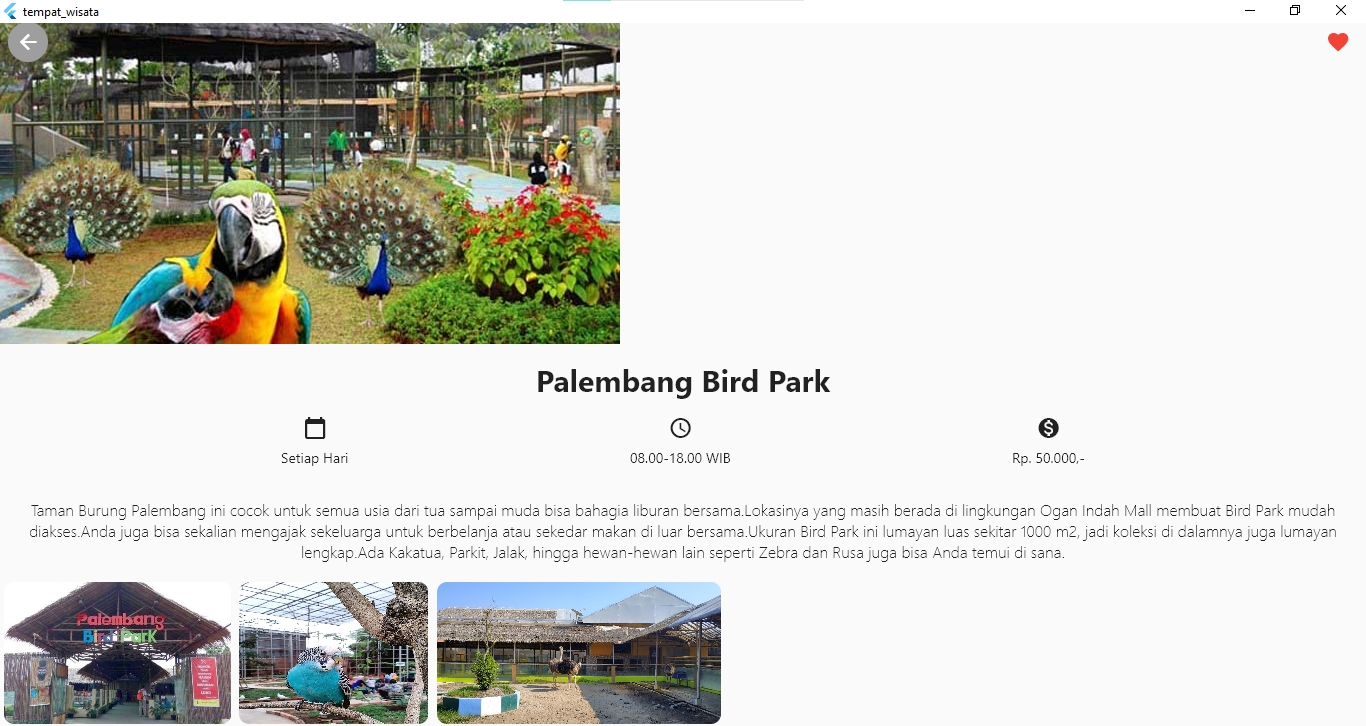 tempat_wisata
Palembang Bird Park
Setiap Hari
08.00-18.00 WIB
Rp. 50.000,-
Taman Burung Palembang ini cocok untuk semua usia dari tua sampai muda bisa bahagia liburan bersama.Lokasinya yang masih berada di lingkungan Ogan Indah Mall membuat Bird Park mudah
diakses.Anda juga bisa sekalian mengajak sekeluarga untuk berbelanja atau sekedar makan di luar bersama.Ukuran Bird Park ini lumayan luas sekitar 1000 m2, jadi koleksi di dalamnya juga lumayan
lengkap.Ada Kakatua, Parkit, Jalak, hingga hewan-hewan lain seperti Zebra dan Rusa juga bisa Anda temui di sana.
Palembang
Bird Park